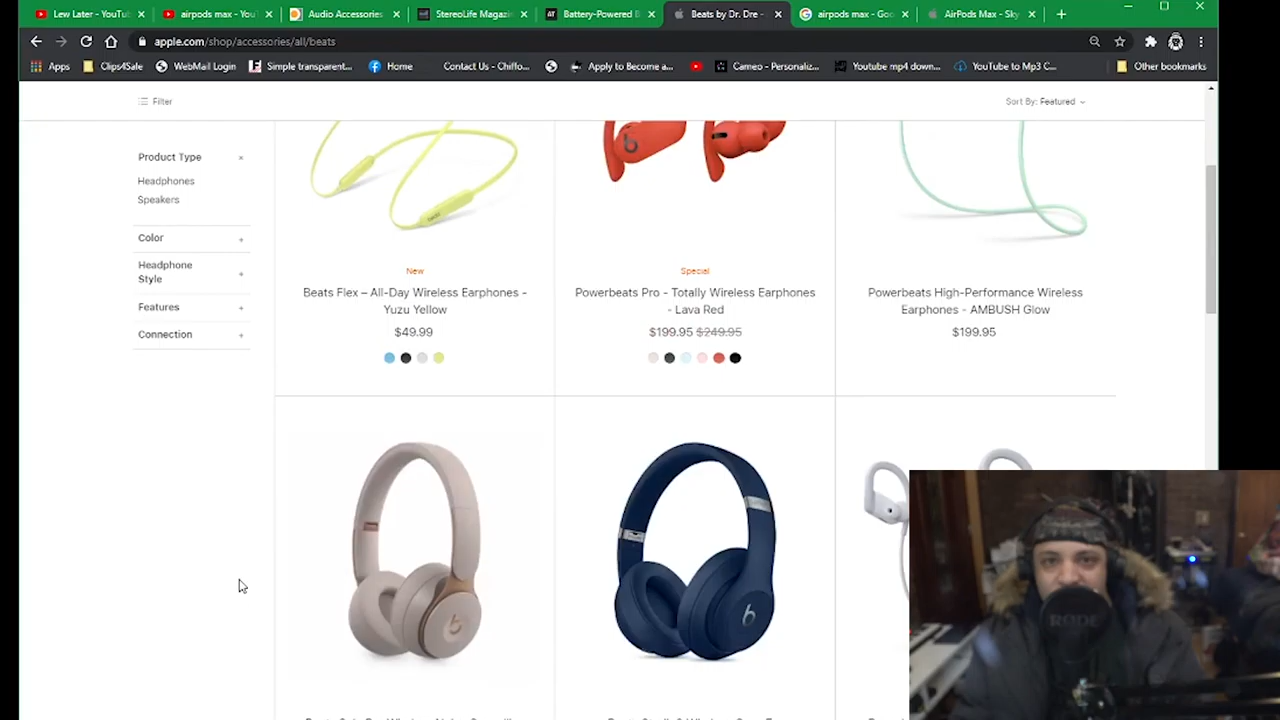 Lew Later - YouTu
airpods max - You
Audio Accessories
StereoLife Magazi
Battery-Powered B
Beats by Dr. Dre -
airpods max - Goo
AirPods Max - Sky
apple.com/shop/accessories/all/beats
Apps
Clips4Sale
WebMail Login
Simple transparent...
Home
Contact Us - Chiffo...
Apply to Become a...
Cameo - Personaliz...
Youtube mp4 down...
YouTube to Mp3 C...
Other bookmarks
Filter
Sort By: Featured
Product Type
Headphones
Speakers
Color
Headphone
Style
Features
Connection
New
Beats Flex – All-Day Wireless Earphones -
Yuzu Yellow
$49.99
Special
Powerbeats Pro - Totally Wireless Earphones
- Lava Red
$199.95 $249.95
Powerbeats High-Performance Wireless
Earphones - AMBUSH Glow
$199.95
RODE